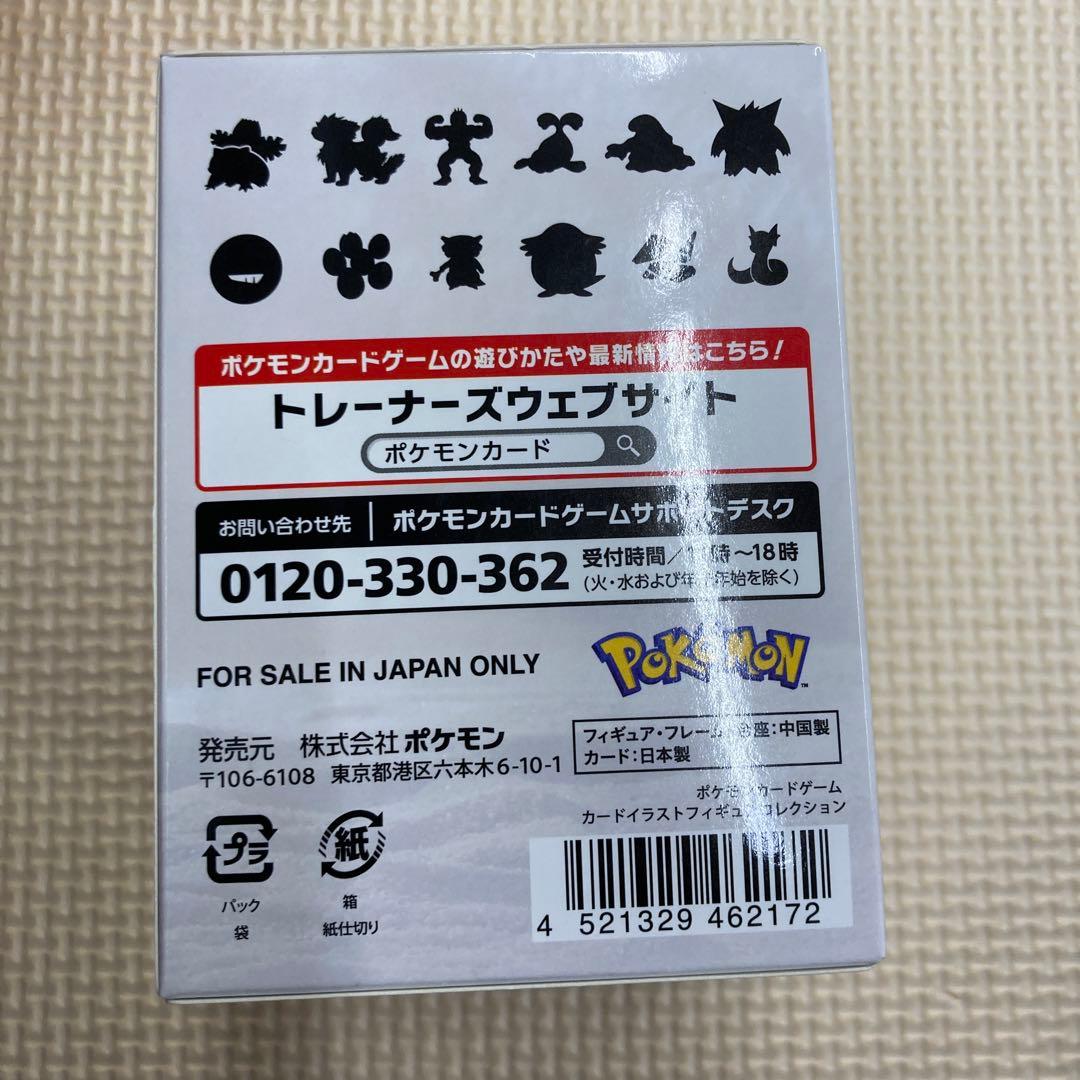 ポケモンカードゲームの遊びかたや最新情報はこちら!
トレーナーズウェブサイト
ポケモンカード
お問い合わせ先 ポケモンカードゲームサポートデスク
0120-330-362
受付時間/ 時〜18時
(火・水および年末年始を除く)
FOR SALE IN JAPAN ONLY
POKéMON
TM
発売元 株式会社ポケモン
〒106-6108 東京都港区六本木6-10-1
フィギュア・フレーム・台座:中国製
カード:日本製
ポケモンカードゲーム
カードイラストフィギュアコレクション
プラ
パック
袋
紙
箱
紙仕切り
4 521329 462172